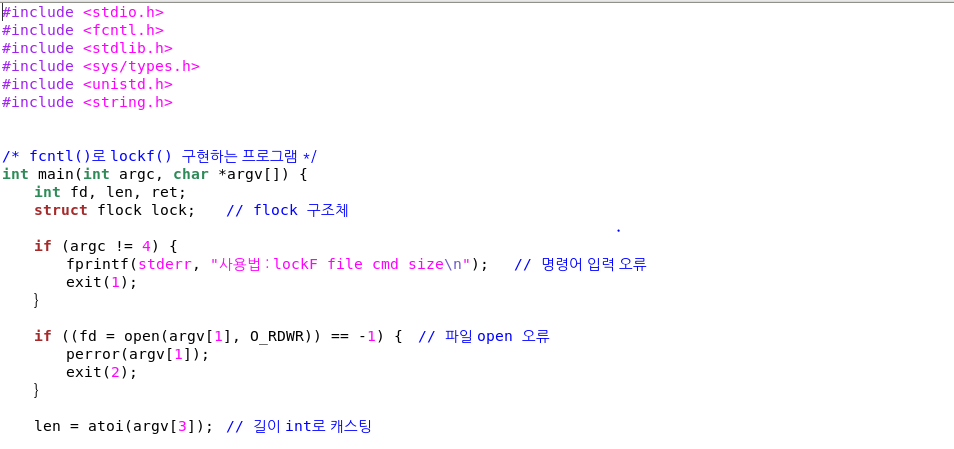 #include <stdio.h>
#include <fcntl.h>
#include <stdlib.h>
#include <sys/types.h>
#include <unistd.h>
#include <string.h>
/* fcntl()로 lockf() 구현하는 프로그램 */
int main(int argc, char *argv[]) {
int fd, len, ret;
struct flock lock; // flock 구조체
if (argc != 4) {
fprintf(stderr, "사용법 : lockF file cmd size\n"); // 명령어 입력 오류
exit(1);
}
if ((fd = open(argv[1], O_RDWR)) == -1) { // 파일 open 오류
perror(argv[1]);
exit(2);
}
len = atoi(argv[3]); // 길이 int로 캐스팅